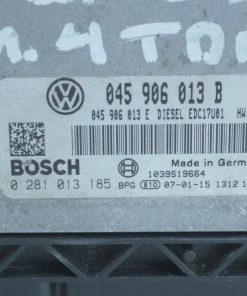 1.4 TDI
045 906 013 B
045 906 013 E DIESEL EDC17U01 HW
BOSCH
Made in Germ
1039S19664
0 281 013 185 BPG 810 07-01-15 1312 1